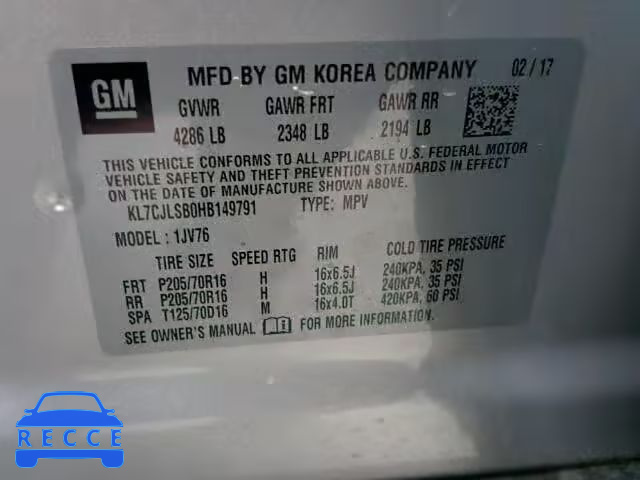 GM
MFD BY GM KOREA COMPANY 02/17
GVWR GAWR FRT GAWR RR
4286 LB 2348 LB 2194 LB
THIS VEHICLE CONFORMS TO ALL APPLICABLE U.S. FEDERAL MOTOR
VEHICLE SAFETY AND THEFT PREVENTION STANDARDS IN EFFECT
ON THE DATE OF MANUFACTURE SHOWN ABOVE.
KL7CJLSB0HB149791 TYPE: MPV
MODEL: 1JV76
TIRE SIZE SPEED RTG RIM COLD TIRE PRESSURE
FRT P205/70R16 H 16x6.5J 240KPA, 35 PSI
RR P205/70R16 H 16x6.5J 240KPA, 35 PSI
SPA T125/70D16 M 16x4.0T 420KPA, 60 PSI
SEE OWNER'S MANUAL FOR MORE INFORMATION.
RECCE